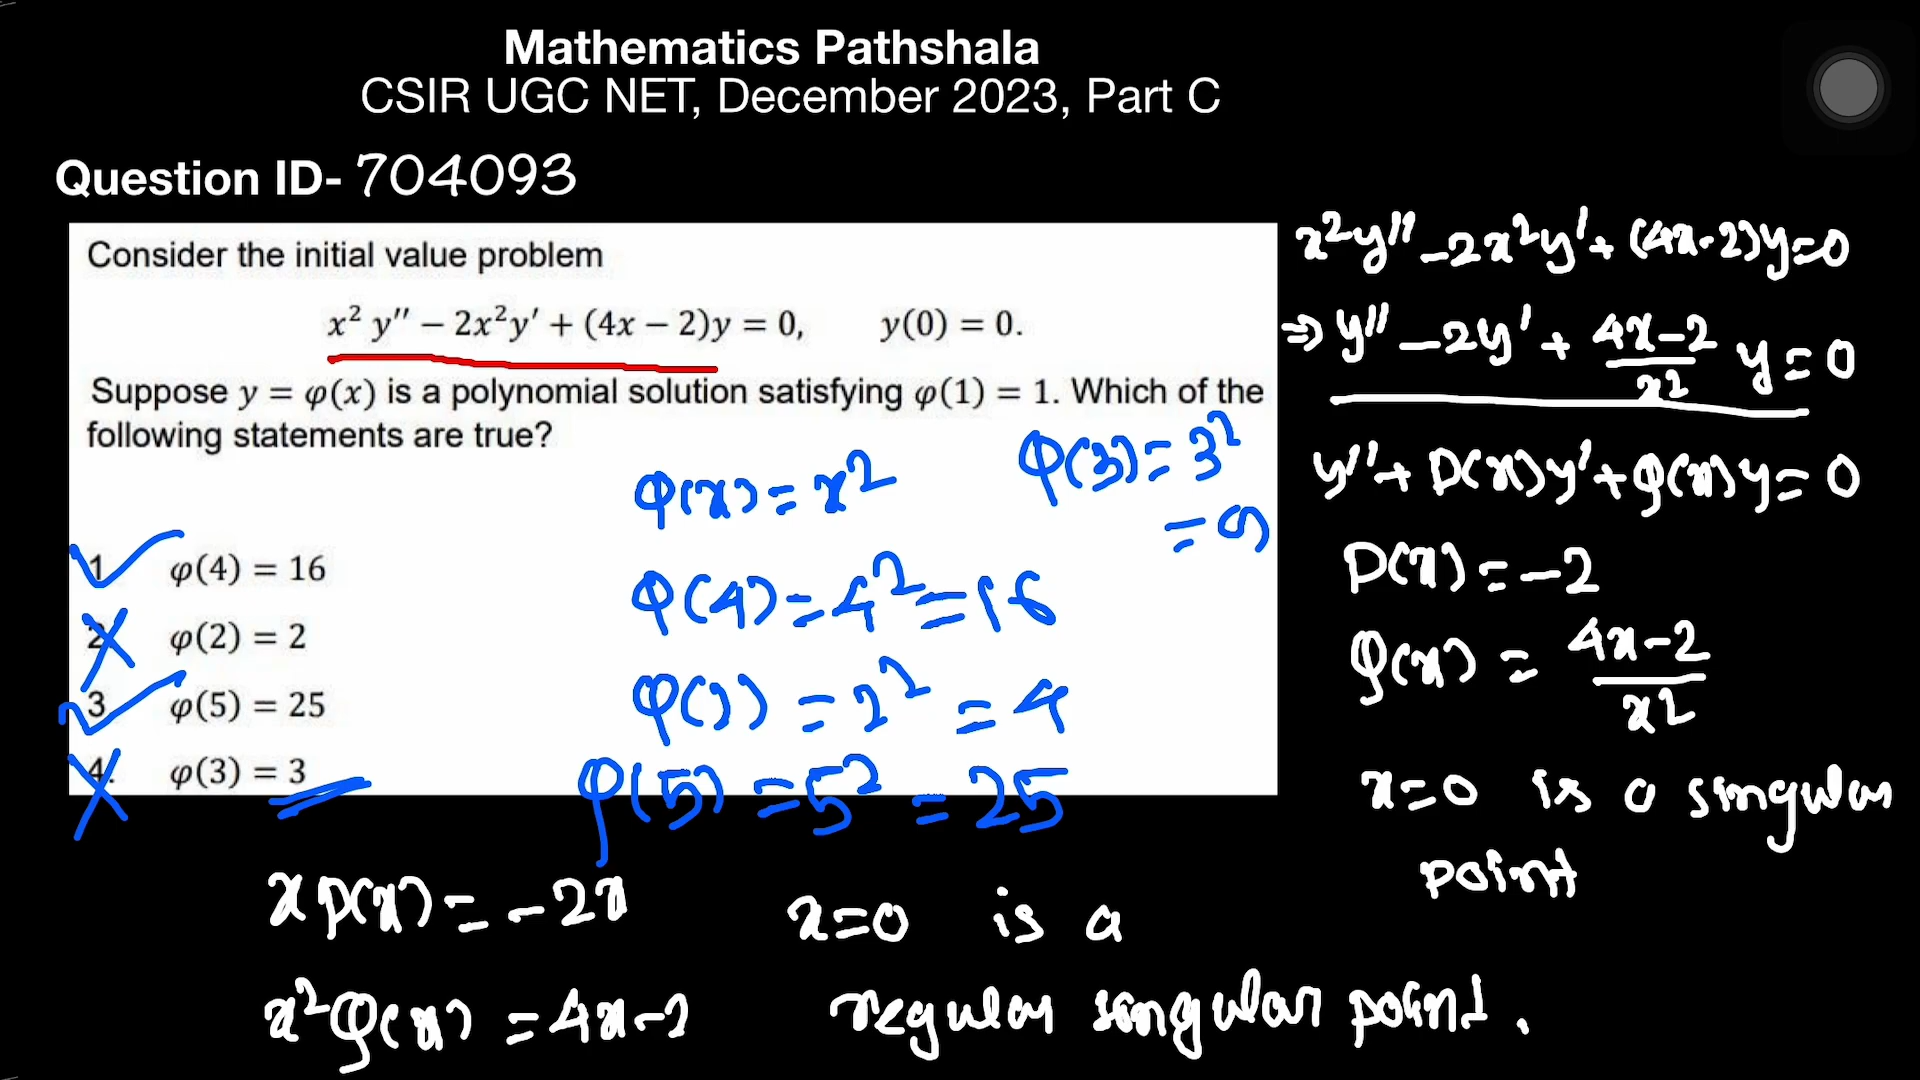 Mathematics Pathshala
CSIR UGC NET, December 2023, Part C
Question ID- 704093
Consider the initial value problem
x² y″ − 2x²y′ + (4x − 2)y = 0, y(0) = 0.
Suppose y = φ(x) is a polynomial solution satisfying φ(1) = 1. Which of the
following statements are true?
1 φ(4) = 16
2 φ(2) = 2
3 φ(5) = 25
4. φ(3) = 3
φ(x) = x²
φ(3) = 3²
= 9
φ(4) = 4² = 16
φ(2) = 2² = 4
φ(5) = 5² = 25
x²y″ − 2x²y′ + (4x-2)y = 0
⇒ y″ − 2y′ + (4x−2)/x² y = 0
y″ + P(x)y′ + Q(x)y = 0
P(x) = −2
Q(x) = (4x−2)/x²
x=0 is a singular
point
x P(x) = −2x
x²Q(x) = 4x−2
x=0 is a
regular singular point.